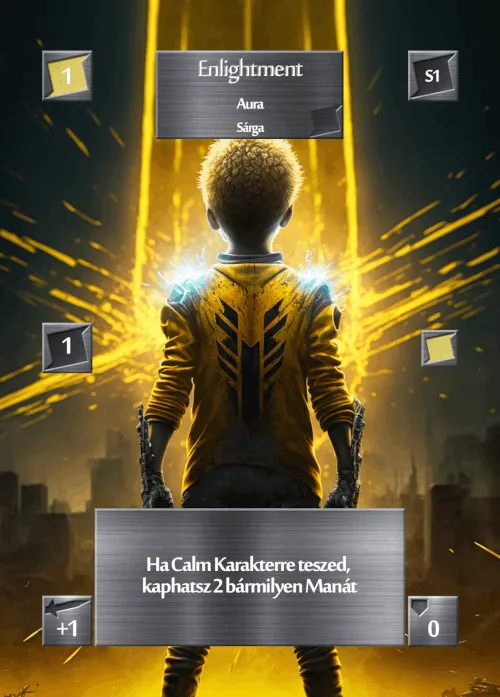 1
Enlightment
S1
Aura
Sárga
1
Ha Calm Karakterre teszed,
kaphatsz 2 bármilyen Manát
+1
0